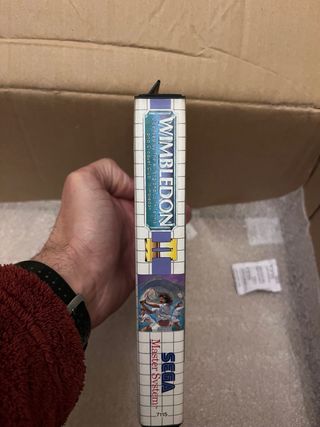 WIMBLEDON
II
SEGA
Master System
7115